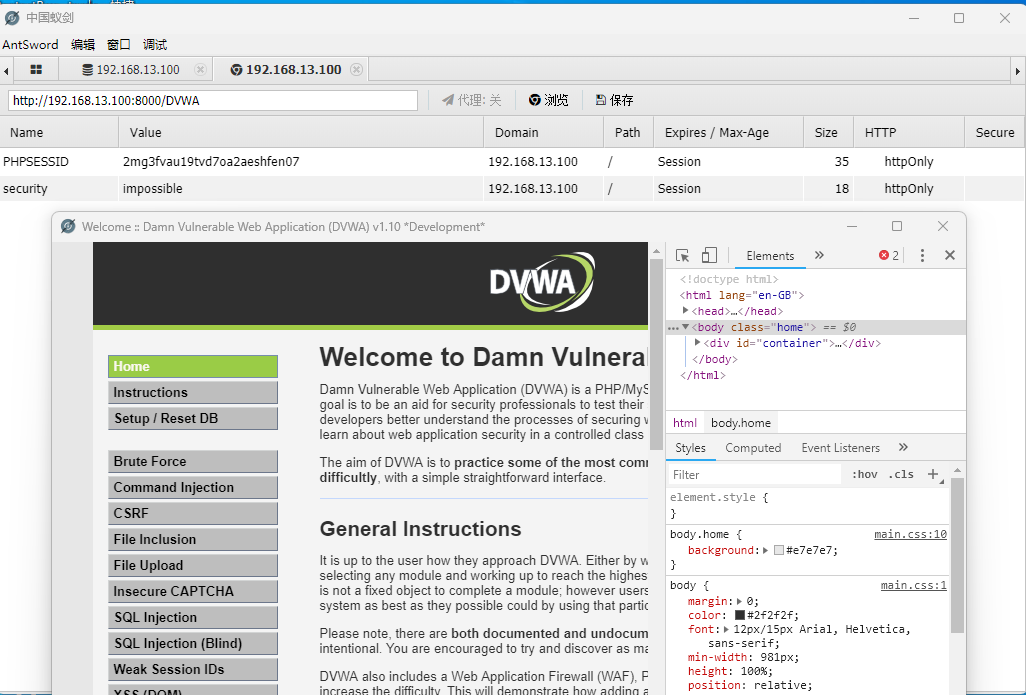 中国蚁剑
AntSword 编辑 窗口 调试
192.168.13.100 192.168.13.100
http://192.168.13.100:8000/DVWA 代理: 关 浏览 保存
Name Value Domain Path Expires / Max-Age Size HTTP Secure
PHPSESSID 2mg3fvau19tvd7oa2aeshfen07 192.168.13.100 / Session 35 httpOnly
security impossible 192.168.13.100 / Session 18 httpOnly
Welcome :: Damn Vulnerable Web Application (DVWA) v1.10 *Development*
DVWA
Home
Instructions
Setup / Reset DB
Brute Force
Command Injection
CSRF
File Inclusion
File Upload
Insecure CAPTCHA
SQL Injection
SQL Injection (Blind)
Weak Session IDs
XSS (DOM)
Welcome to Damn Vulnera
Damn Vulnerable Web Application (DVWA) is a PHP/MyS
goal is to be an aid for security professionals to test their
developers better understand the processes of securing w
learn about web application security in a controlled class
The aim of DVWA is to practice some of the most comm
difficultly, with a simple straightforward interface.
General Instructions
It is up to the user how they approach DVWA. Either by w
selecting any module and working up to reach the highes
is not a fixed object to complete a module; however users
system as best as they possible could by using that partic
Please note, there are both documented and undocum
intentional. You are encouraged to try and discover as ma
DVWA also includes a Web Application Firewall (WAF), P
increase the difficulty. This will demonstrate how adding a
Elements » 2
<!doctype html>
<html lang="en-GB">
<head>…</head>
<body class="home"> == $0
<div id="container">…</div>
</body>
</html>
html body.home
Styles Computed Event Listeners »
Filter :hov .cls +
element.style {
}
body.home { main.css:10
background: #e7e7e7;
}
body { main.css:1
margin: 0;
color: #2f2f2f;
font: 12px/15px Arial, Helvetica,
sans-serif;
min-width: 981px;
height: 100%;
position: relative;